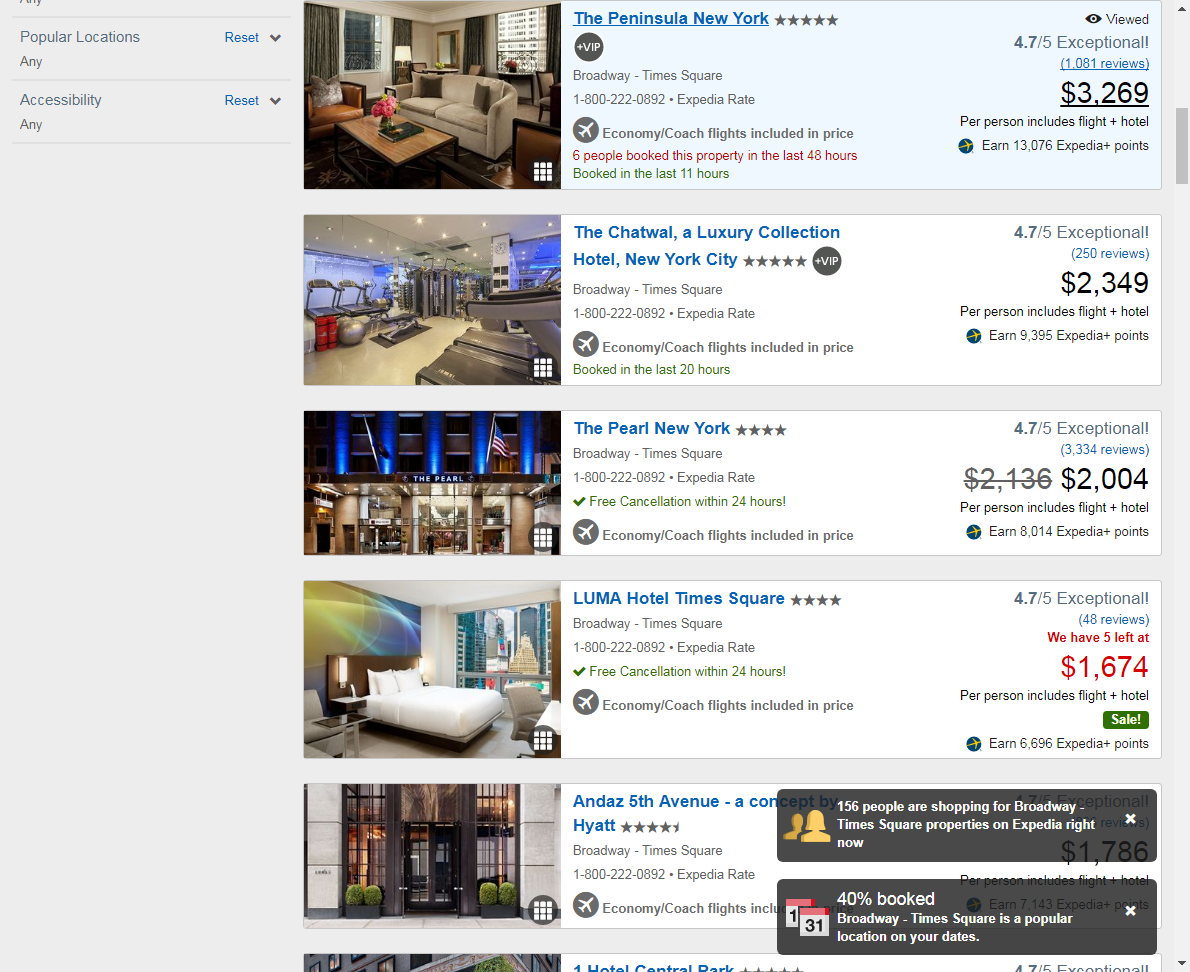 Any
Popular Locations Reset
Any
Accessibility Reset
Any
The Peninsula New York
Viewed
+VIP
4.7/5 Exceptional!
(1,081 reviews)
Broadway - Times Square
$3,269
1-800-222-0892 • Expedia Rate
Per person includes flight + hotel
Economy/Coach flights included in price
Earn 13,076 Expedia+ points
6 people booked this property in the last 48 hours
Booked in the last 11 hours
The Chatwal, a Luxury Collection
Hotel, New York City +VIP
4.7/5 Exceptional!
(250 reviews)
Broadway - Times Square
$2,349
1-800-222-0892 • Expedia Rate
Per person includes flight + hotel
Economy/Coach flights included in price
Earn 9,395 Expedia+ points
Booked in the last 20 hours
THE PEARL
The Pearl New York
4.7/5 Exceptional!
(3,334 reviews)
Broadway - Times Square
$2,136 $2,004
1-800-222-0892 • Expedia Rate
Per person includes flight + hotel
Free Cancellation within 24 hours!
Earn 8,014 Expedia+ points
Economy/Coach flights included in price
LUMA Hotel Times Square
4.7/5 Exceptional!
(48 reviews)
Broadway - Times Square
We have 5 left at
1-800-222-0892 • Expedia Rate
$1,674
Free Cancellation within 24 hours!
Per person includes flight + hotel
Economy/Coach flights included in price
Sale!
Earn 6,696 Expedia+ points
Andaz 5th Avenue - a concept by
Hyatt
4.7/5 Exceptional!
reviews)
Broadway - Times Square
$1,786
1-800-222-0892 • Expedia Rate
Per person includes flight + hotel
Economy/Coach flights included in price
Earn 7,143 Expedia+ points
156 people are shopping for Broadway -
Times Square properties on Expedia right
now
1
31
40% booked
Broadway - Times Square is a popular
location on your dates.
1 Hotel Central Park
4.7/5 Exceptional!